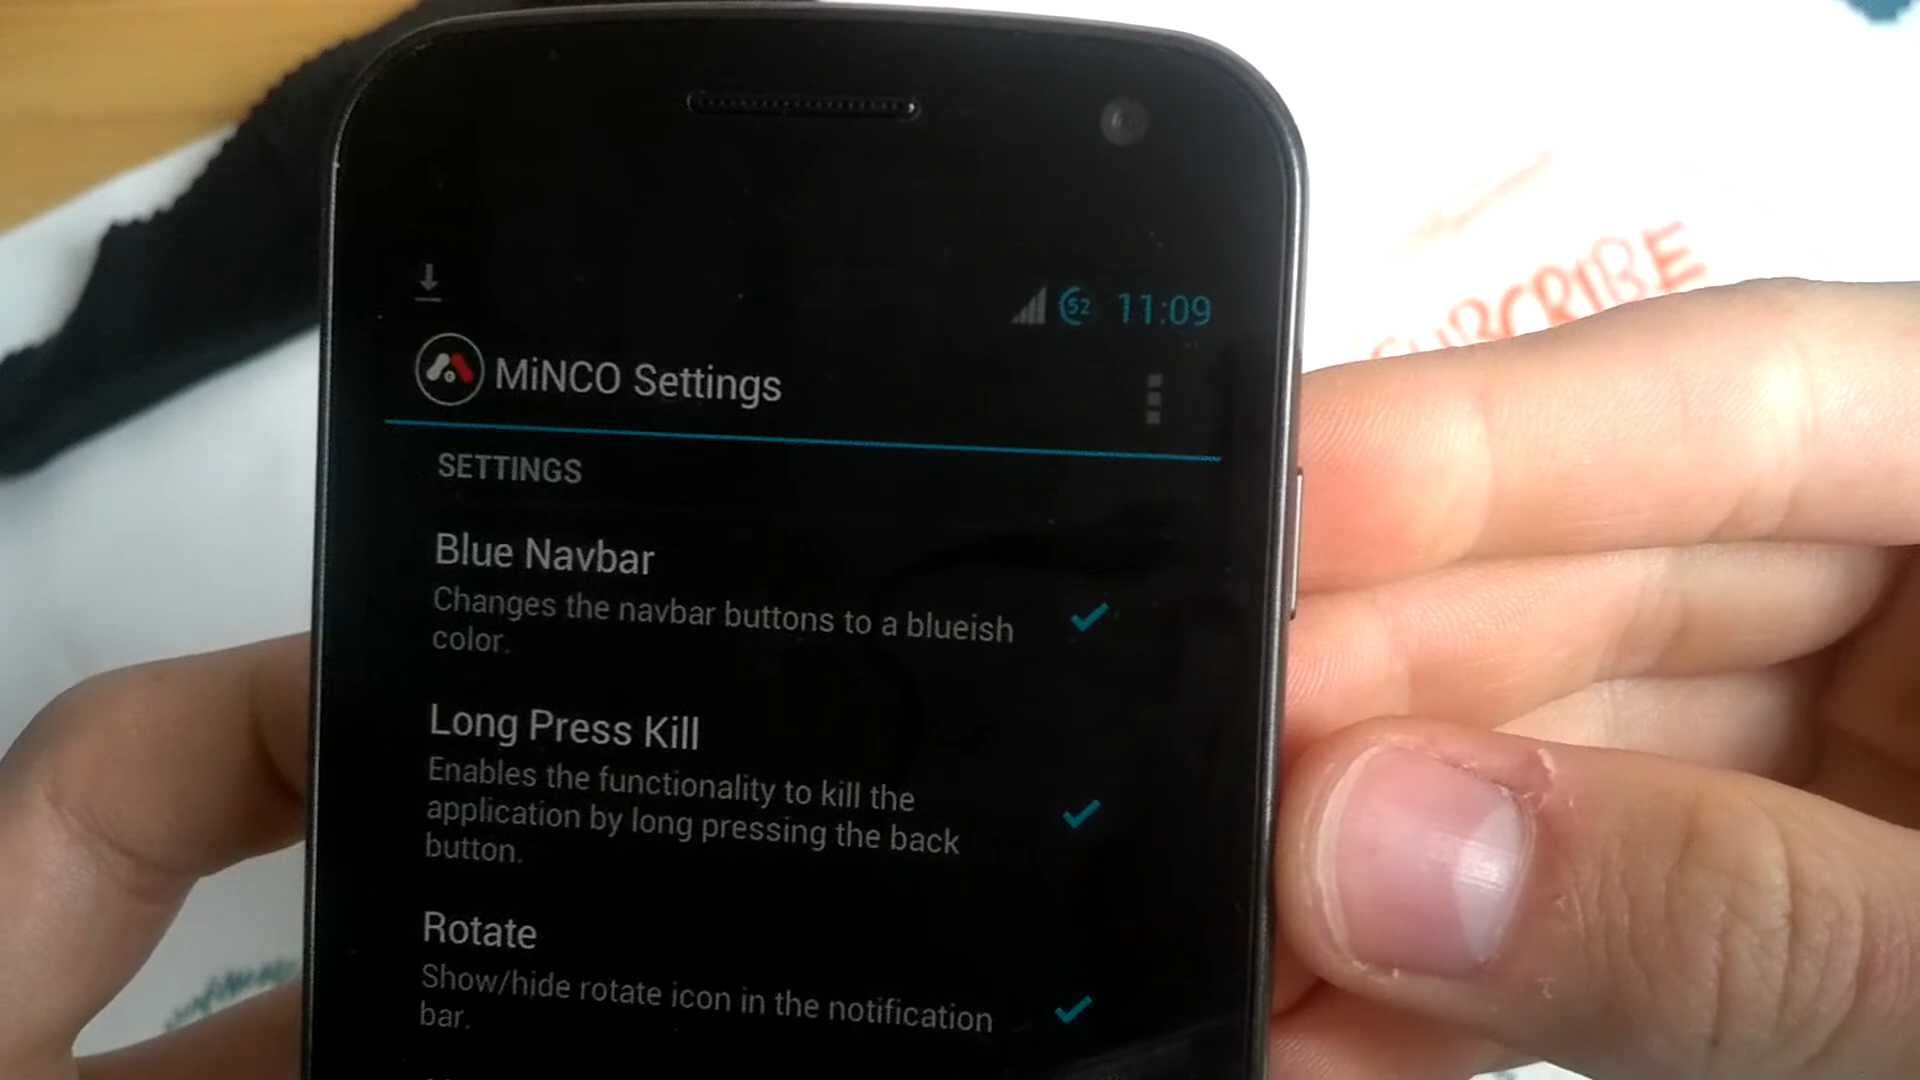 SUBCRIBE
52 11:09
MiNCO Settings
SETTINGS
Blue Navbar
Changes the navbar buttons to a blueish
color.
Long Press Kill
Enables the functionality to kill the
application by long pressing the back
button.
Rotate
Show/hide rotate icon in the notification
bar.